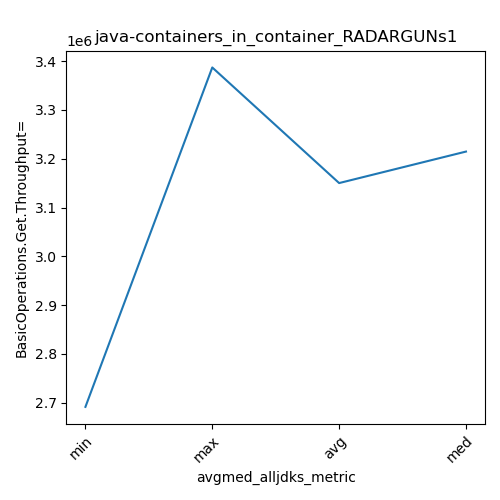 java-containers_in_container_RADARGUNs1
1e6
3.4
3.3
3.2
3.1
3.0
2.9
2.8
2.7
BasicOperations.Get.Throughput=
min
max
avg
med
avgmed_alljdks_metric